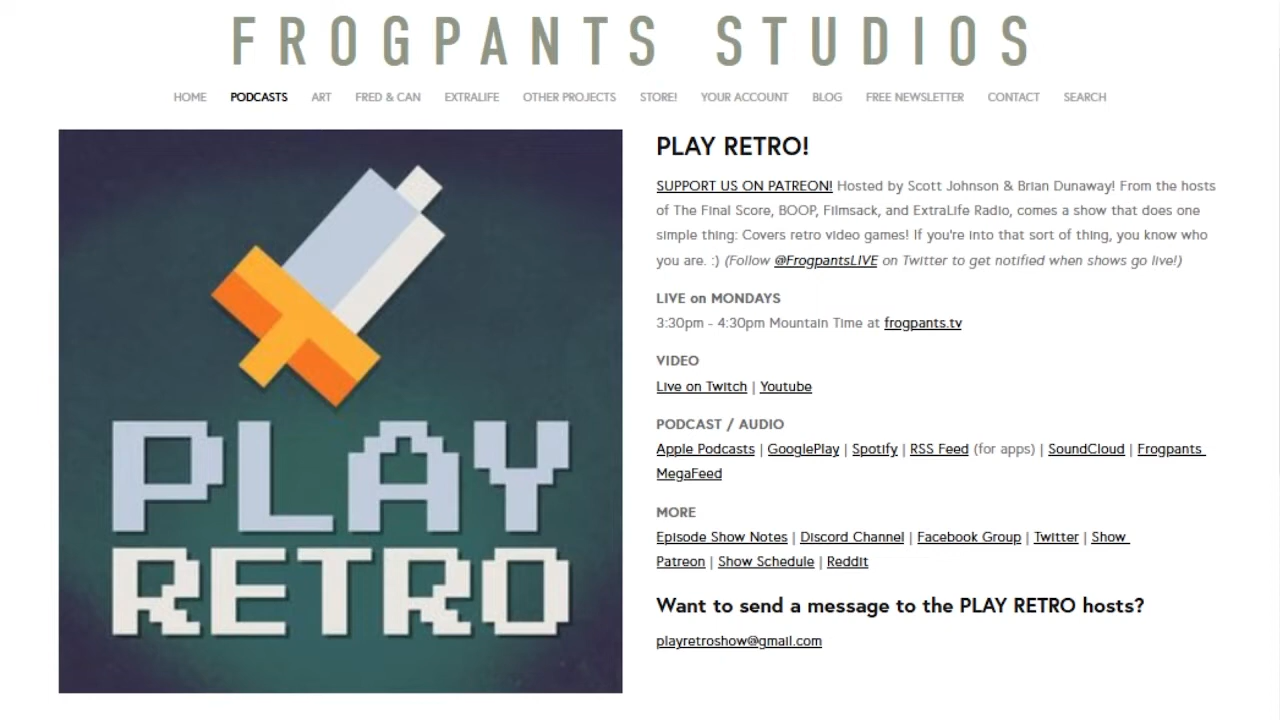 FROGPANTS STUDIOS
HOME PODCASTS ART FRED & CAN EXTRALIFE OTHER PROJECTS STORE! YOUR ACCOUNT BLOG FREE NEWSLETTER CONTACT SEARCH
PLAY
RETRO
PLAY RETRO!
SUPPORT US ON PATREON! Hosted by Scott Johnson & Brian Dunaway! From the hosts
of The Final Score, BOOP, Filmsack, and ExtraLife Radio, comes a show that does one
simple thing: Covers retro video games! If you're into that sort of thing, you know who
you are. :) (Follow @FrogpantsLIVE on Twitter to get notified when shows go live!)
LIVE on MONDAYS
3:30pm - 4:30pm Mountain Time at frogpants.tv
VIDEO
Live on Twitch | Youtube
PODCAST / AUDIO
Apple Podcasts | GooglePlay | Spotify | RSS Feed (for apps) | SoundCloud | Frogpants
MegaFeed
MORE
Episode Show Notes | Discord Channel | Facebook Group | Twitter | Show
Patreon | Show Schedule | Reddit
Want to send a message to the PLAY RETRO hosts?
playretroshow@gmail.com